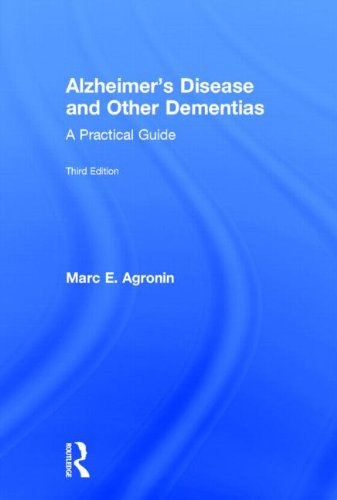 Alzheimer's Disease
and Other Dementias
A Practical Guide
Third Edition
Marc E. Agronin
ROUTLEDGE